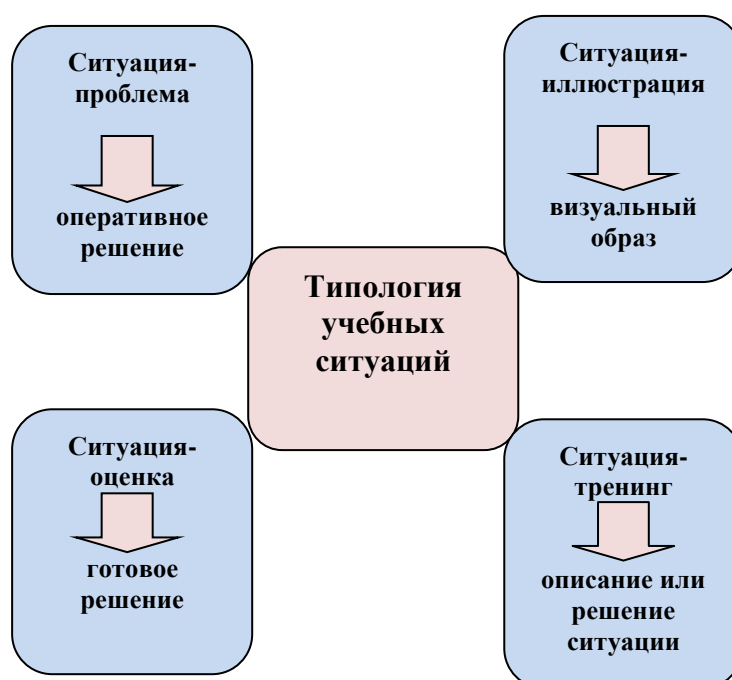 Ситуация-
проблема
оперативное
решение
Ситуация-
иллюстрация
визуальный
образ
Типология
учебных
ситуаций
Ситуация-
оценка
готовое
решение
Ситуация-
тренинг
описание или
решение
ситуации